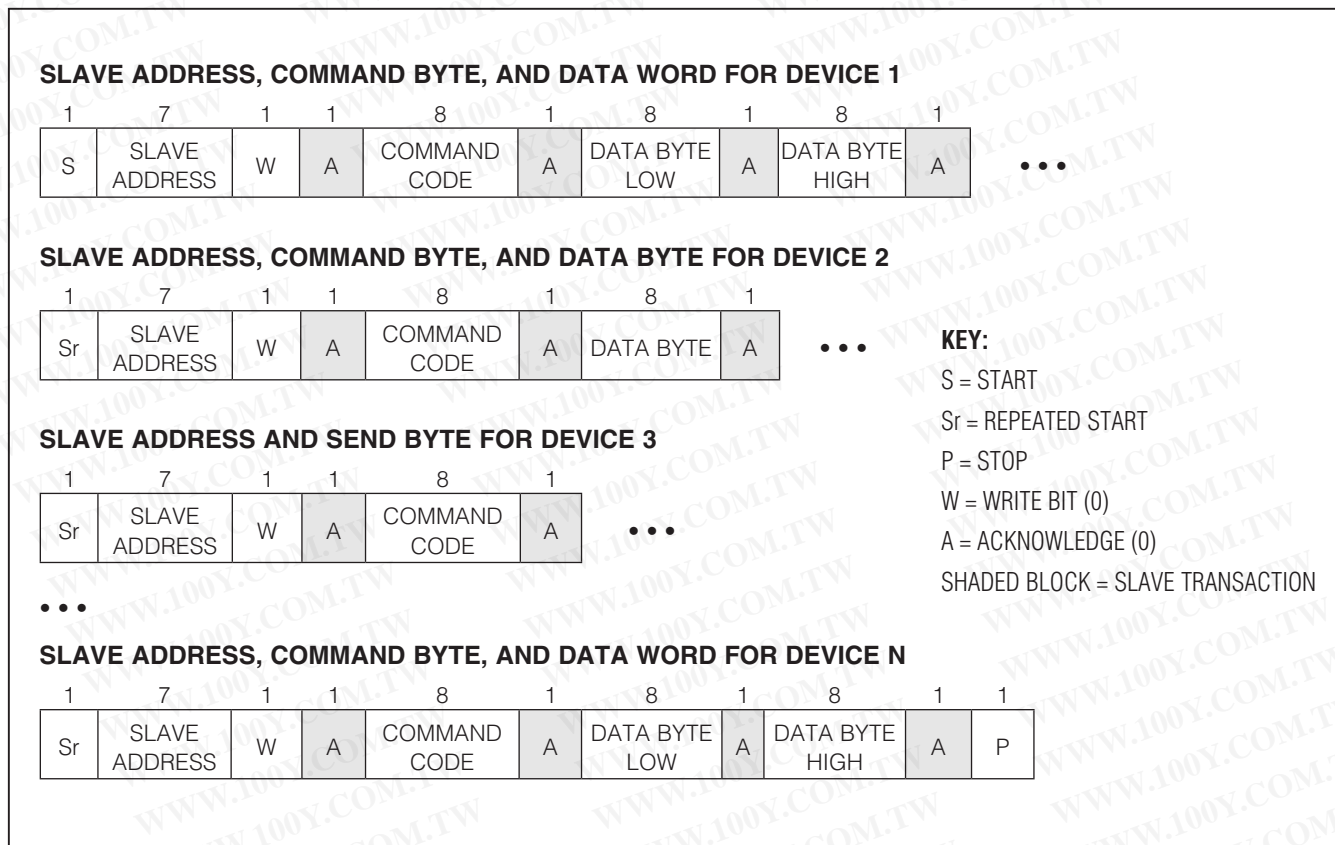 SLAVE ADDRESS, COMMAND BYTE, AND DATA WORD FOR DEVICE 1
1 7 1 1 8 1 8 1 8 1
S SLAVE ADDRESS W A COMMAND CODE A DATA BYTE LOW A DATA BYTE HIGH A • • •
SLAVE ADDRESS, COMMAND BYTE, AND DATA BYTE FOR DEVICE 2
1 7 1 1 8 1 8 1
Sr SLAVE ADDRESS W A COMMAND CODE A DATA BYTE A • • •
KEY:
S = START
Sr = REPEATED START
P = STOP
W = WRITE BIT (0)
A = ACKNOWLEDGE (0)
SHADED BLOCK = SLAVE TRANSACTION
SLAVE ADDRESS AND SEND BYTE FOR DEVICE 3
1 7 1 1 8 1
Sr SLAVE ADDRESS W A COMMAND CODE A • • •
• • •
SLAVE ADDRESS, COMMAND BYTE, AND DATA WORD FOR DEVICE N
1 7 1 1 8 1 8 1 8 1 1
Sr SLAVE ADDRESS W A COMMAND CODE A DATA BYTE LOW A DATA BYTE HIGH A P
WWW.100Y.COM.TW